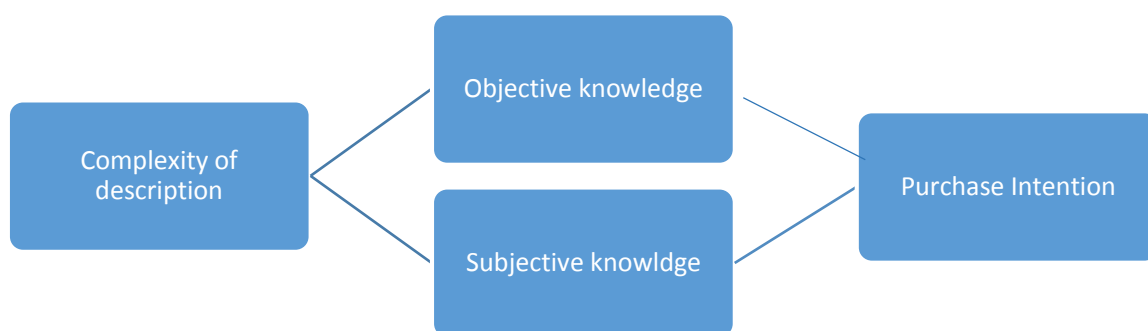 Objective knowledge
Complexity of
description
Purchase Intention
Subjective knowldge